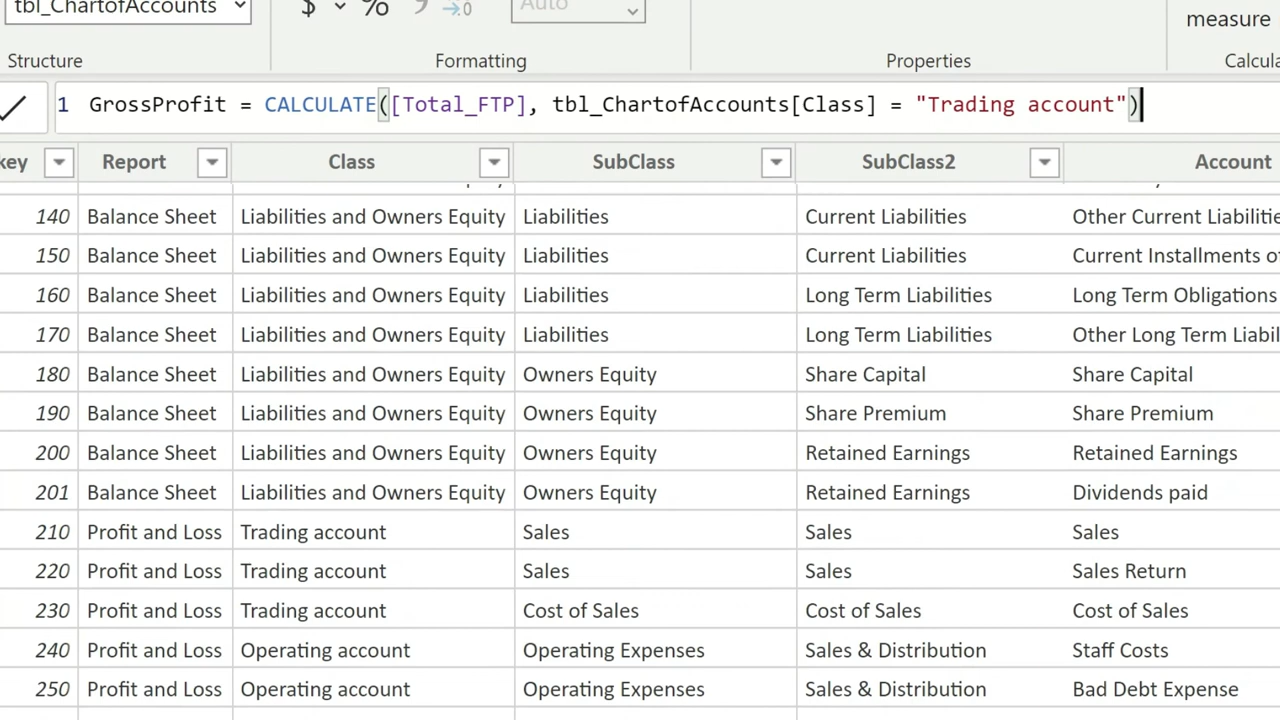 tbl_ChartofAccounts $ % Auto
measure
Structure Formatting Properties
1 GrossProfit = CALCULATE([Total_FTP], tbl_ChartofAccounts[Class] = "Trading account")
key Report Class SubClass SubClass2 Account
140 Balance Sheet Liabilities and Owners Equity Liabilities Current Liabilities Other Current
150 Balance Sheet Liabilities and Owners Equity Liabilities Current Liabilities Current Installments
160 Balance Sheet Liabilities and Owners Equity Liabilities Long Term Liabilities Long Term Obligations
170 Balance Sheet Liabilities and Owners Equity Liabilities Long Term Liabilities Other Long Term
180 Balance Sheet Liabilities and Owners Equity Owners Equity Share Capital Share Capital
190 Balance Sheet Liabilities and Owners Equity Owners Equity Share Premium Share Premium
200 Balance Sheet Liabilities and Owners Equity Owners Equity Retained Earnings Retained Earnings
201 Balance Sheet Liabilities and Owners Equity Owners Equity Retained Earnings Dividends paid
210 Profit and Loss Trading account Sales Sales Sales
220 Profit and Loss Trading account Sales Sales Sales Return
230 Profit and Loss Trading account Cost of Sales Cost of Sales Cost of Sales
240 Profit and Loss Operating account Operating Expenses Sales & Distribution Staff Costs
250 Profit and Loss Operating account Operating Expenses Sales & Distribution Bad Debt Expense